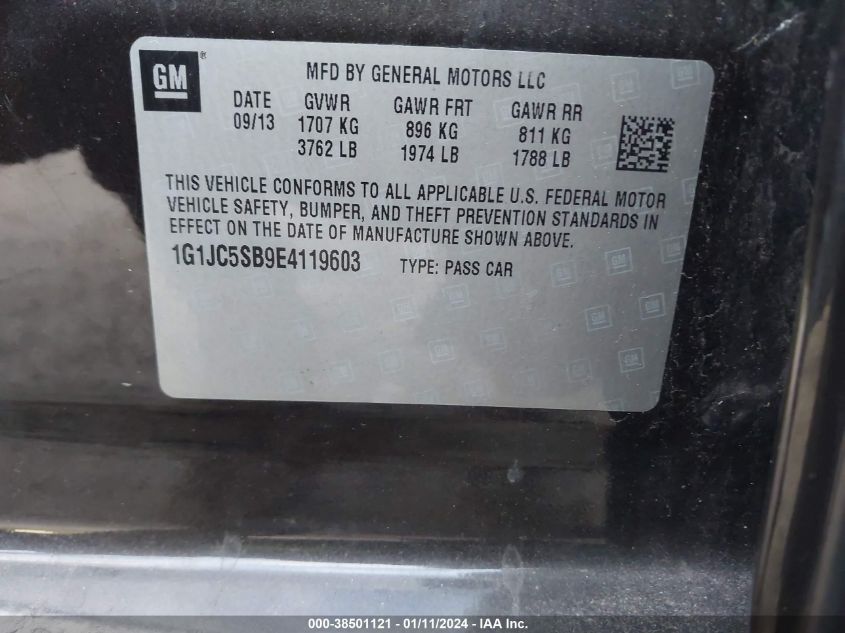 GM ® MFD BY GENERAL MOTORS LLC
DATE GVWR GAWR FRT GAWR RR
09/13 1707 KG 896 KG 811 KG
3762 LB 1974 LB 1788 LB
THIS VEHICLE CONFORMS TO ALL APPLICABLE U.S. FEDERAL MOTOR
VEHICLE SAFETY, BUMPER, AND THEFT PREVENTION STANDARDS IN
EFFECT ON THE DATE OF MANUFACTURE SHOWN ABOVE.
1G1JC5SB9E4119603 TYPE: PASS CAR
000-38501121 - 01/11/2024 - IAA Inc.